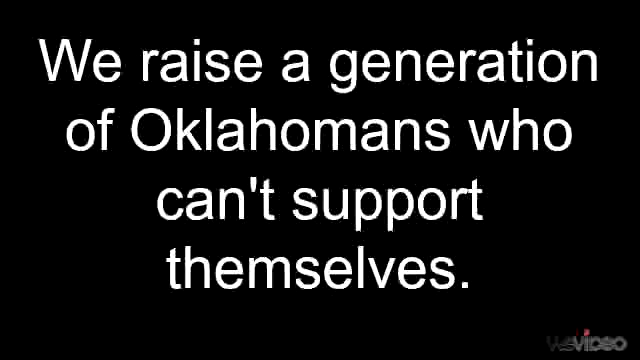 We raise a generation
of Oklahomans who
can't support
themselves.
WeVideo